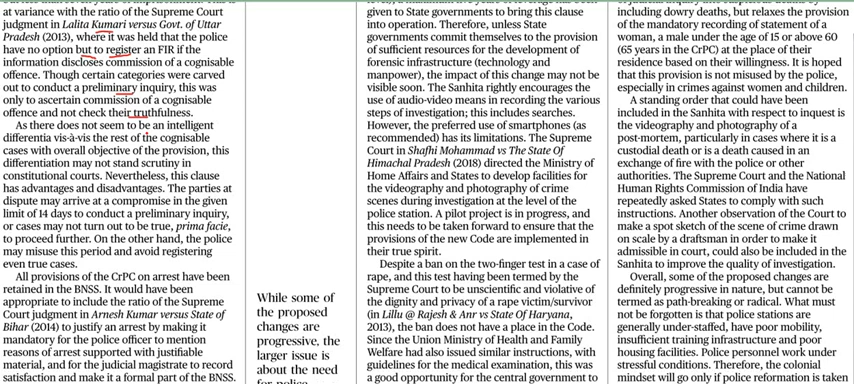 at variance with the ratio of the Supreme Court
judgment in Lalita Kumari versus Govt. of Uttar
Pradesh (2013), where it was held that the police
have no option but to register an FIR if the
information discloses commission of a cognisable
offence. Though certain categories were carved
out to conduct a preliminary inquiry, this was
only to ascertain commission of a cognisable
offence and not check their truthfulness.
As there does not seem to be an intelligent
differentia vis-à-vis the rest of the cognisable
cases with overall objective of the provision, this
differentiation may not stand scrutiny in
constitutional courts. Nevertheless, this clause
has advantages and disadvantages. The parties at
dispute may arrive at a compromise in the given
limit of 14 days to conduct a preliminary inquiry,
or cases may not turn out to be true, prima facie,
to proceed further. On the other hand, the police
may misuse this period and avoid registering
even true cases.
All provisions of the CrPC on arrest have been
retained in the BNSS. It would have been
appropriate to include the ratio of the Supreme
Court judgment in Arnesh Kumar versus State of
Bihar (2014) to justify an arrest by making it
mandatory for the police officer to mention
reasons of arrest supported with justifiable
material, and for the judicial magistrate to record
satisfaction and make it a formal part of the BNSS.
While some of
the proposed
changes are
progressive, the
larger issue is
about the need
for police
given to State governments to bring this clause
into operation. Therefore, unless State
governments commit themselves to the provision
of sufficient resources for the development of
forensic infrastructure (technology and
manpower), the impact of this change may not be
visible soon. The Sanhita rightly encourages the
use of audio-video means in recording the various
steps of investigation; this includes searches.
However, the preferred use of smartphones (as
recommended) has its limitations. The Supreme
Court in Shafhi Mohammad vs The State Of
Himachal Pradesh (2018) directed the Ministry of
Home Affairs and States to develop facilities for
the videography and photography of crime
scenes during investigation at the level of the
police station. A pilot project is in progress, and
this needs to be taken forward to ensure that the
provisions of the new Code are implemented in
their true spirit.
Despite a ban on the two-finger test in a case of
rape, and this test having been termed by the
Supreme Court to be unscientific and violative of
the dignity and privacy of a rape victim/survivor
(in Lillu @ Rajesh & Anr vs State Of Haryana,
2013), the ban does not have a place in the Code.
Since the Union Ministry of Health and Family
Welfare had also issued similar instructions, with
guidelines for the medical examination, this was
a good opportunity for the central government to
including dowry deaths, but relaxes the provision
of the mandatory recording of statement of a
woman, a male under the age of 15 or above 60
(65 years in the CrPC) at the place of their
residence based on their willingness. It is hoped
that this provision is not misused by the police,
especially in crimes against women and children.
A standing order that could have been
included in the Sanhita with respect to inquest is
the videography and photography of a
post-mortem, particularly in cases where it is a
custodial death or is a death caused in an
exchange of fire with the police or other
authorities. The Supreme Court and the National
Human Rights Commission of India have
repeatedly asked States to comply with such
instructions. Another observation of the Court to
make a spot sketch of the scene of crime drawn
on scale by a draftsman in order to make it
admissible in court, could also be included in the
Sanhita to improve the quality of investigation.
Overall, some of the proposed changes are
definitely progressive in nature, but cannot be
termed as path-breaking or radical. What must
not be forgotten is that police stations are
generally under-staffed, have poor mobility,
insufficient training infrastructure and poor
housing facilities. Police personnel work under
stressful conditions. Therefore, the colonial
mindset will go only if police reformation is taken